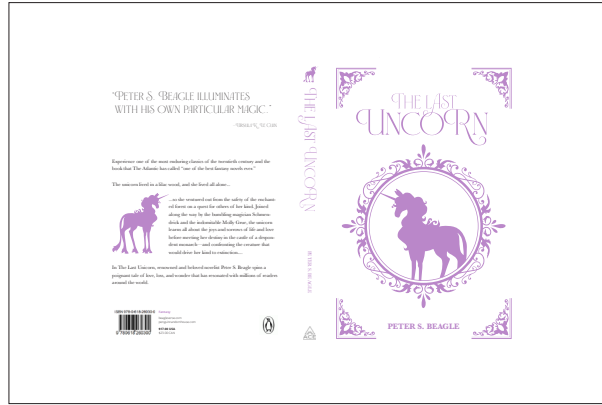 "PETER S. BEAGLE ILLUMINATES
WITH HIS OWN PARTICULAR MAGIC."
Experience one of the most enduring classics of the twentieth century and the
book that The Atlantic has called "one of the best fantasy novels ever."
The unicorn lived in a lilac wood, and she lived all alone...
...so she ventured out from the safety of the enchant-
ed forest on a quest for others of her kind. Joined
along the way by the bumbling magician Schmen-
drick and the indomitable Molly Grue, the unicorn
learns all about the joys and sorrows of life and love
before meeting her destiny in the castle of a despon-
dent monarch—and confronting the creature that
would drive her kind to extinction...
In The Last Unicorn, renowned and beloved novelist Peter S. Beagle spins a
poignant tale of love, loss, and wonder that has resonated with millions of readers
around the world.
THE LAST UNICORN
PETER S. BEAGLE
ACE
THE LAST
UNCORN
PETER S. BEAGLE